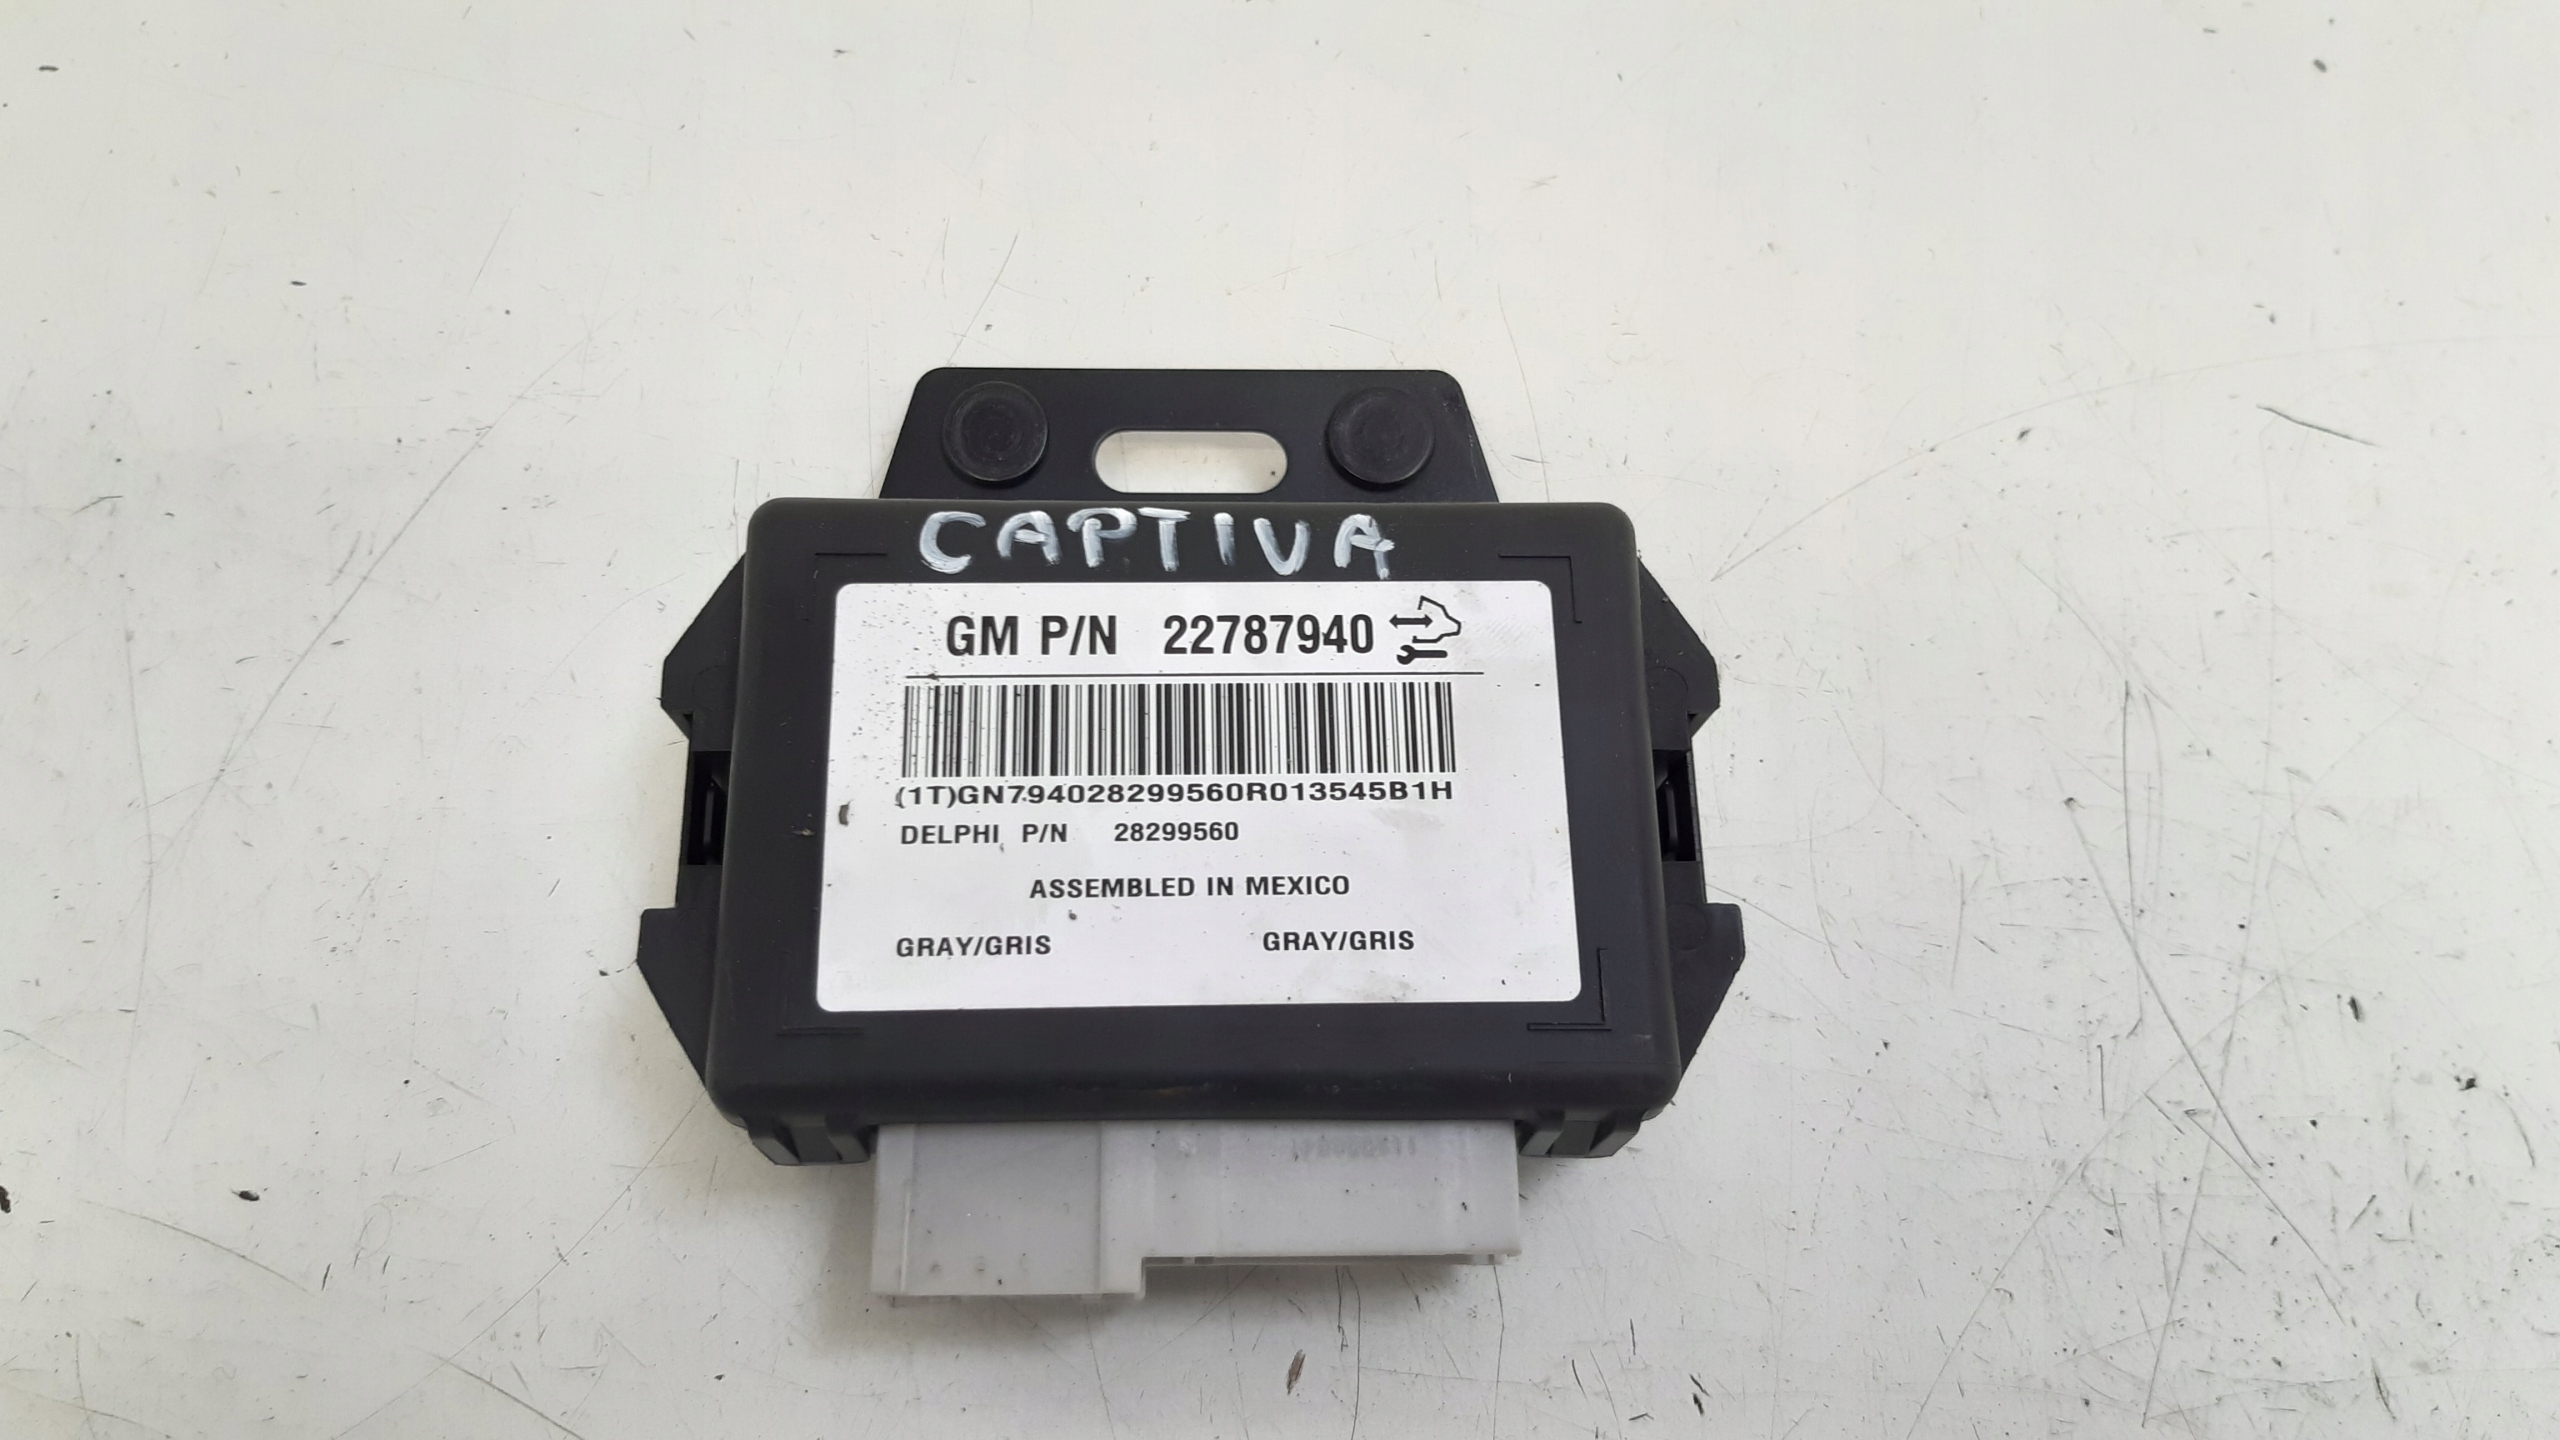 CAPTIVA
GM P/N 22787940
(1T)GN794028299560R013545B1H
DELPHI P/N 28299560
ASSEMBLED IN MEXICO
GRAY/GRIS GRAY/GRIS